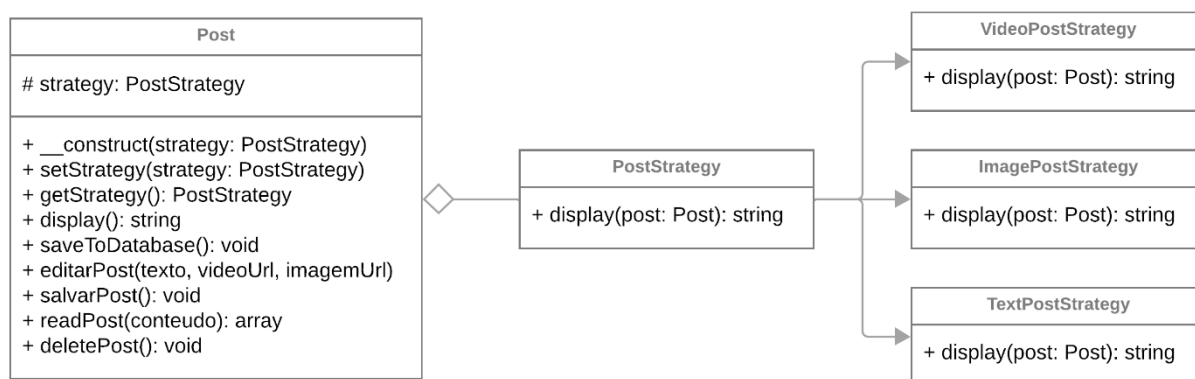 Post
# strategy: PostStrategy
+ __construct(strategy: PostStrategy)
+ setStrategy(strategy: PostStrategy)
+ getStrategy(): PostStrategy
+ display(): string
+ saveToDatabase(): void
+ editarPost(texto, videoUrl, imagemUrl)
+ salvarPost(): void
+ readPost(conteudo): array
+ deletePost(): void
PostStrategy
+ display(post: Post): string
VideoPostStrategy
+ display(post: Post): string
ImagePostStrategy
+ display(post: Post): string
TextPostStrategy
+ display(post: Post): string